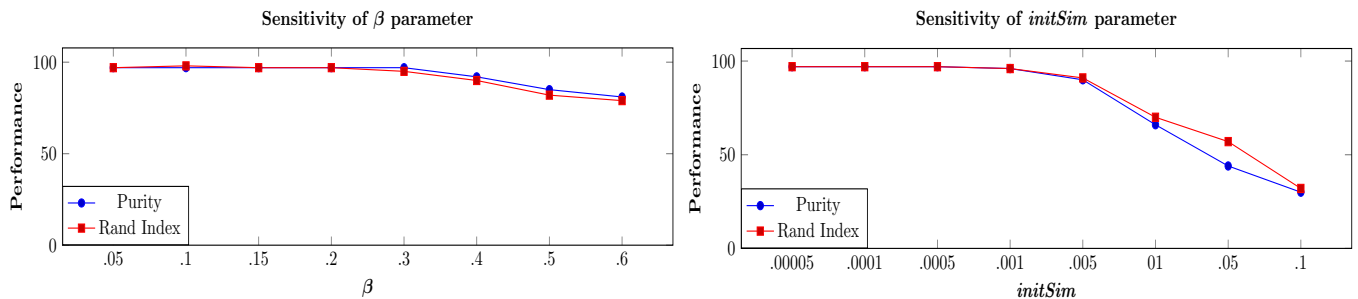 Sensitivity of β parameter
Performance
100
50
0
Purity
Rand Index
.05 .1 .15 .2 .3 .4 .5 .6
β
Sensitivity of initSim parameter
Performance
100
50
0
Purity
Rand Index
.00005 .0001 .0005 .001 .005 01 .05 .1
initSim